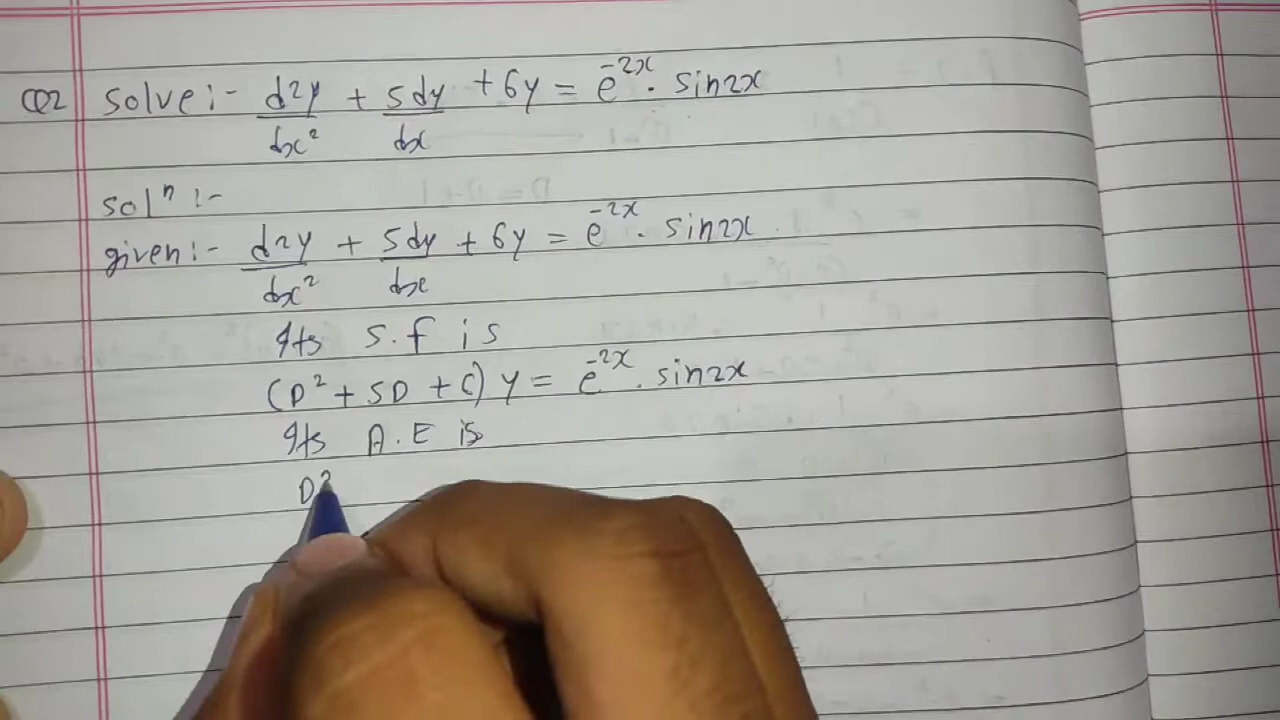 Q2 Solve:- d2y/dx² + 5dy/dx + 6y = e^-2x . sin2x
solⁿ :-
given:- d2y/dx² + 5dy/dx + 6y = e^-2x . sin2x
Its S.F is
(D² + 5D + C) y = e^-2x . sin2x
Its A.E is
D²